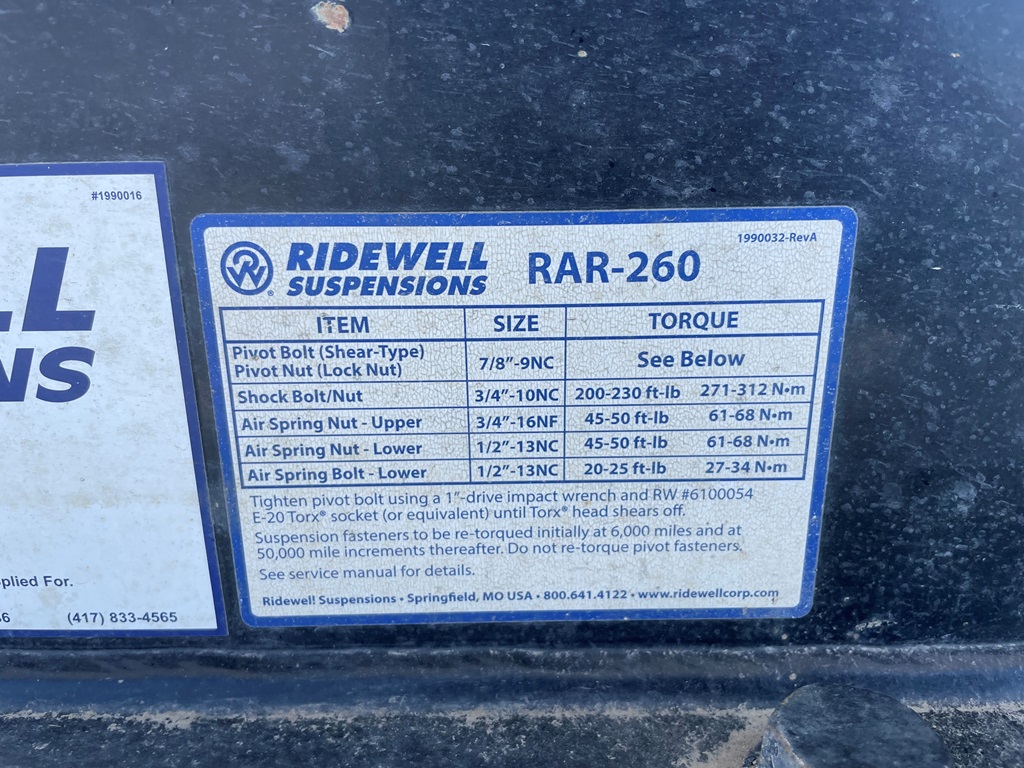 #1990016
LL
NS
plied For.
(417) 833-4565
1990032-RevA
RIDEWELL
SUSPENSIONS
RAR-260
ITEM SIZE TORQUE
Pivot Bolt (Shear-Type)
Pivot Nut (Lock Nut) 7/8"-9NC See Below
Shock Bolt/Nut 3/4"-10NC 200-230 ft-lb 271-312 N•m
Air Spring Nut - Upper 3/4"-16NF 45-50 ft-lb 61-68 N•m
Air Spring Nut - Lower 1/2"-13NC 45-50 ft-lb 61-68 N•m
Air Spring Bolt - Lower 1/2"-13NC 20-25 ft-lb 27-34 N•m
Tighten pivot bolt using a 1"-drive impact wrench and RW #6100054
E-20 Torx® socket (or equivalent) until Torx® head shears off.
Suspension fasteners to be re-torqued initially at 6,000 miles and at
50,000 mile increments thereafter. Do not re-torque pivot fasteners.
See service manual for details.
Ridewell Suspensions • Springfield, MO USA • 800.641.4122 • www.ridewellcorp.com